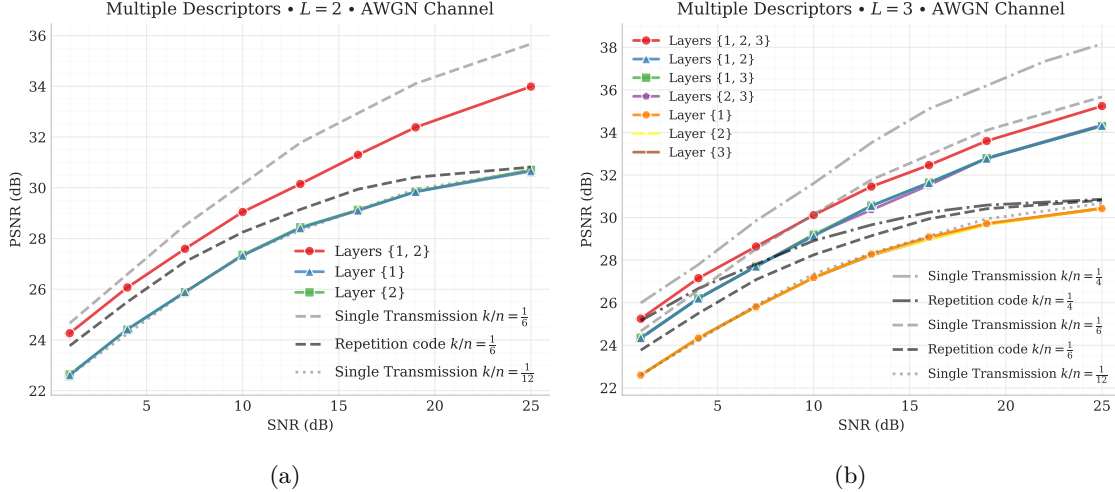 Multiple Descriptors • L = 2 • AWGN Channel
36
34
32
30
28
26
24
22
PSNR (dB)
5
10
15
20
25
SNR (dB)
Layers {1, 2}
Layer {1}
Layer {2}
Single Transmission k/n = 1/6
Repetition code k/n = 1/6
Single Transmission k/n = 1/12
(a)
Multiple Descriptors • L = 3 • AWGN Channel
38
36
34
32
30
28
26
24
22
PSNR (dB)
5
10
15
20
25
SNR (dB)
Layers {1, 2, 3}
Layers {1, 2}
Layers {1, 3}
Layers {2, 3}
Layer {1}
Layer {2}
Layer {3}
Single Transmission k/n = 1/4
Repetition code k/n = 1/4
Single Transmission k/n = 1/6
Repetition code k/n = 1/6
Single Transmission k/n = 1/12
(b)